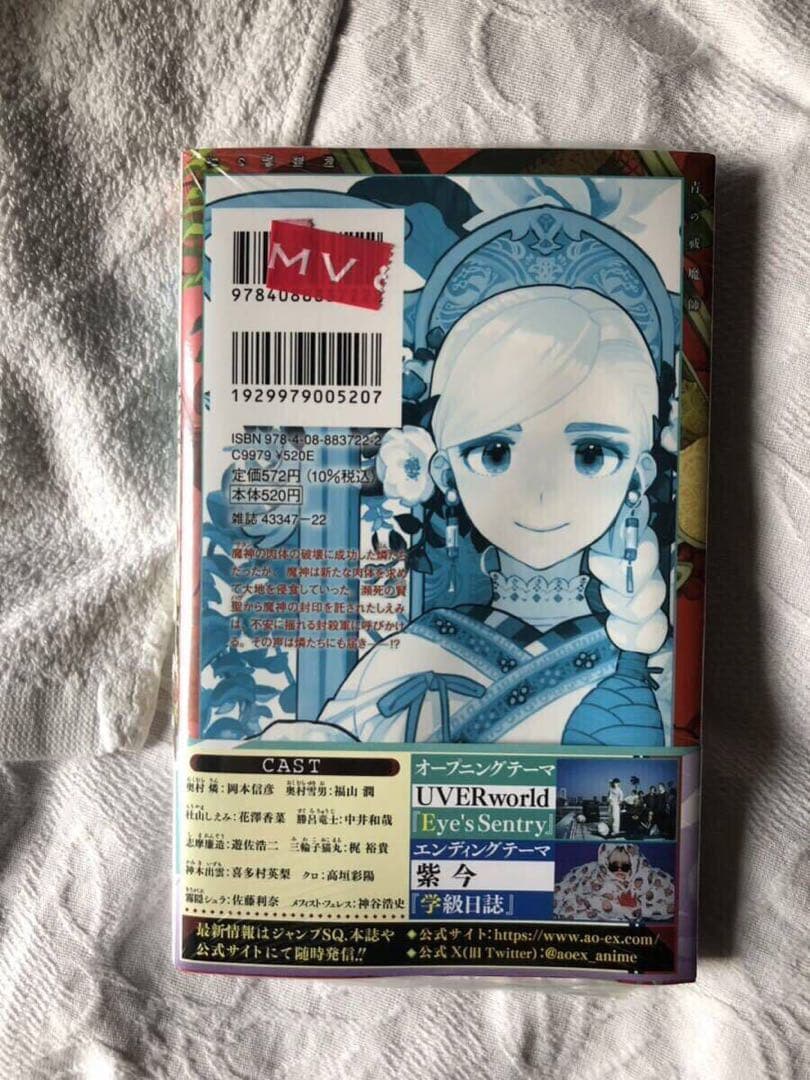 青の祓魔師
MV
1929979005207
ISBN 978-4-08-883722-2
C9979 ¥520E
定価572円(10%税込)
本体520円
雑誌 43347-22
魔神の肉体の破壊に成功した燐たち
だったが、魔神は新たな肉体を求め
て大地を侵食していった 瀕死の賢
聖から魔神の封印を託されたしえみ
は、不安に揺れる封殺軍に呼びかけ
る。その声は燐たちにも届き──!?
CAST
奥村 燐:岡本信彦 奥村雪男:福山 潤
杜山しえみ:花澤香菜 勝呂竜士:中井和哉
志摩廉造:遊佐浩二 三輪子猫丸:梶 裕貴
神木出雲:喜多村英梨 クロ:高垣彩陽
霧隠シュラ:佐藤利奈 メフィスト・フェレス:神谷浩史
オープニングテーマ
UVERworld
『Eye's Sentry』
エンディングテーマ
紫 今
『学級日誌』
最新情報はジャンプSQ.本誌や
公式サイトにて随時発信!!
◆公式サイト:https://www.ao-ex.com/
◆公式 X(旧 Twitter):@aoex_anime